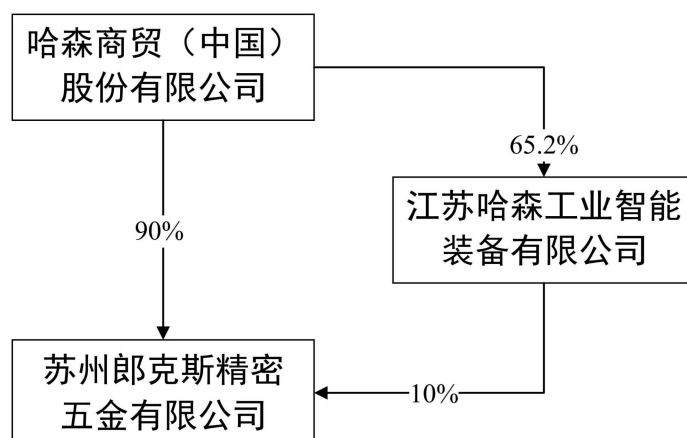 哈森商贸（中国）
股份有限公司
65.2%
江苏哈森工业智能
装备有限公司
90%
苏州郎克斯精密
五金有限公司
10%